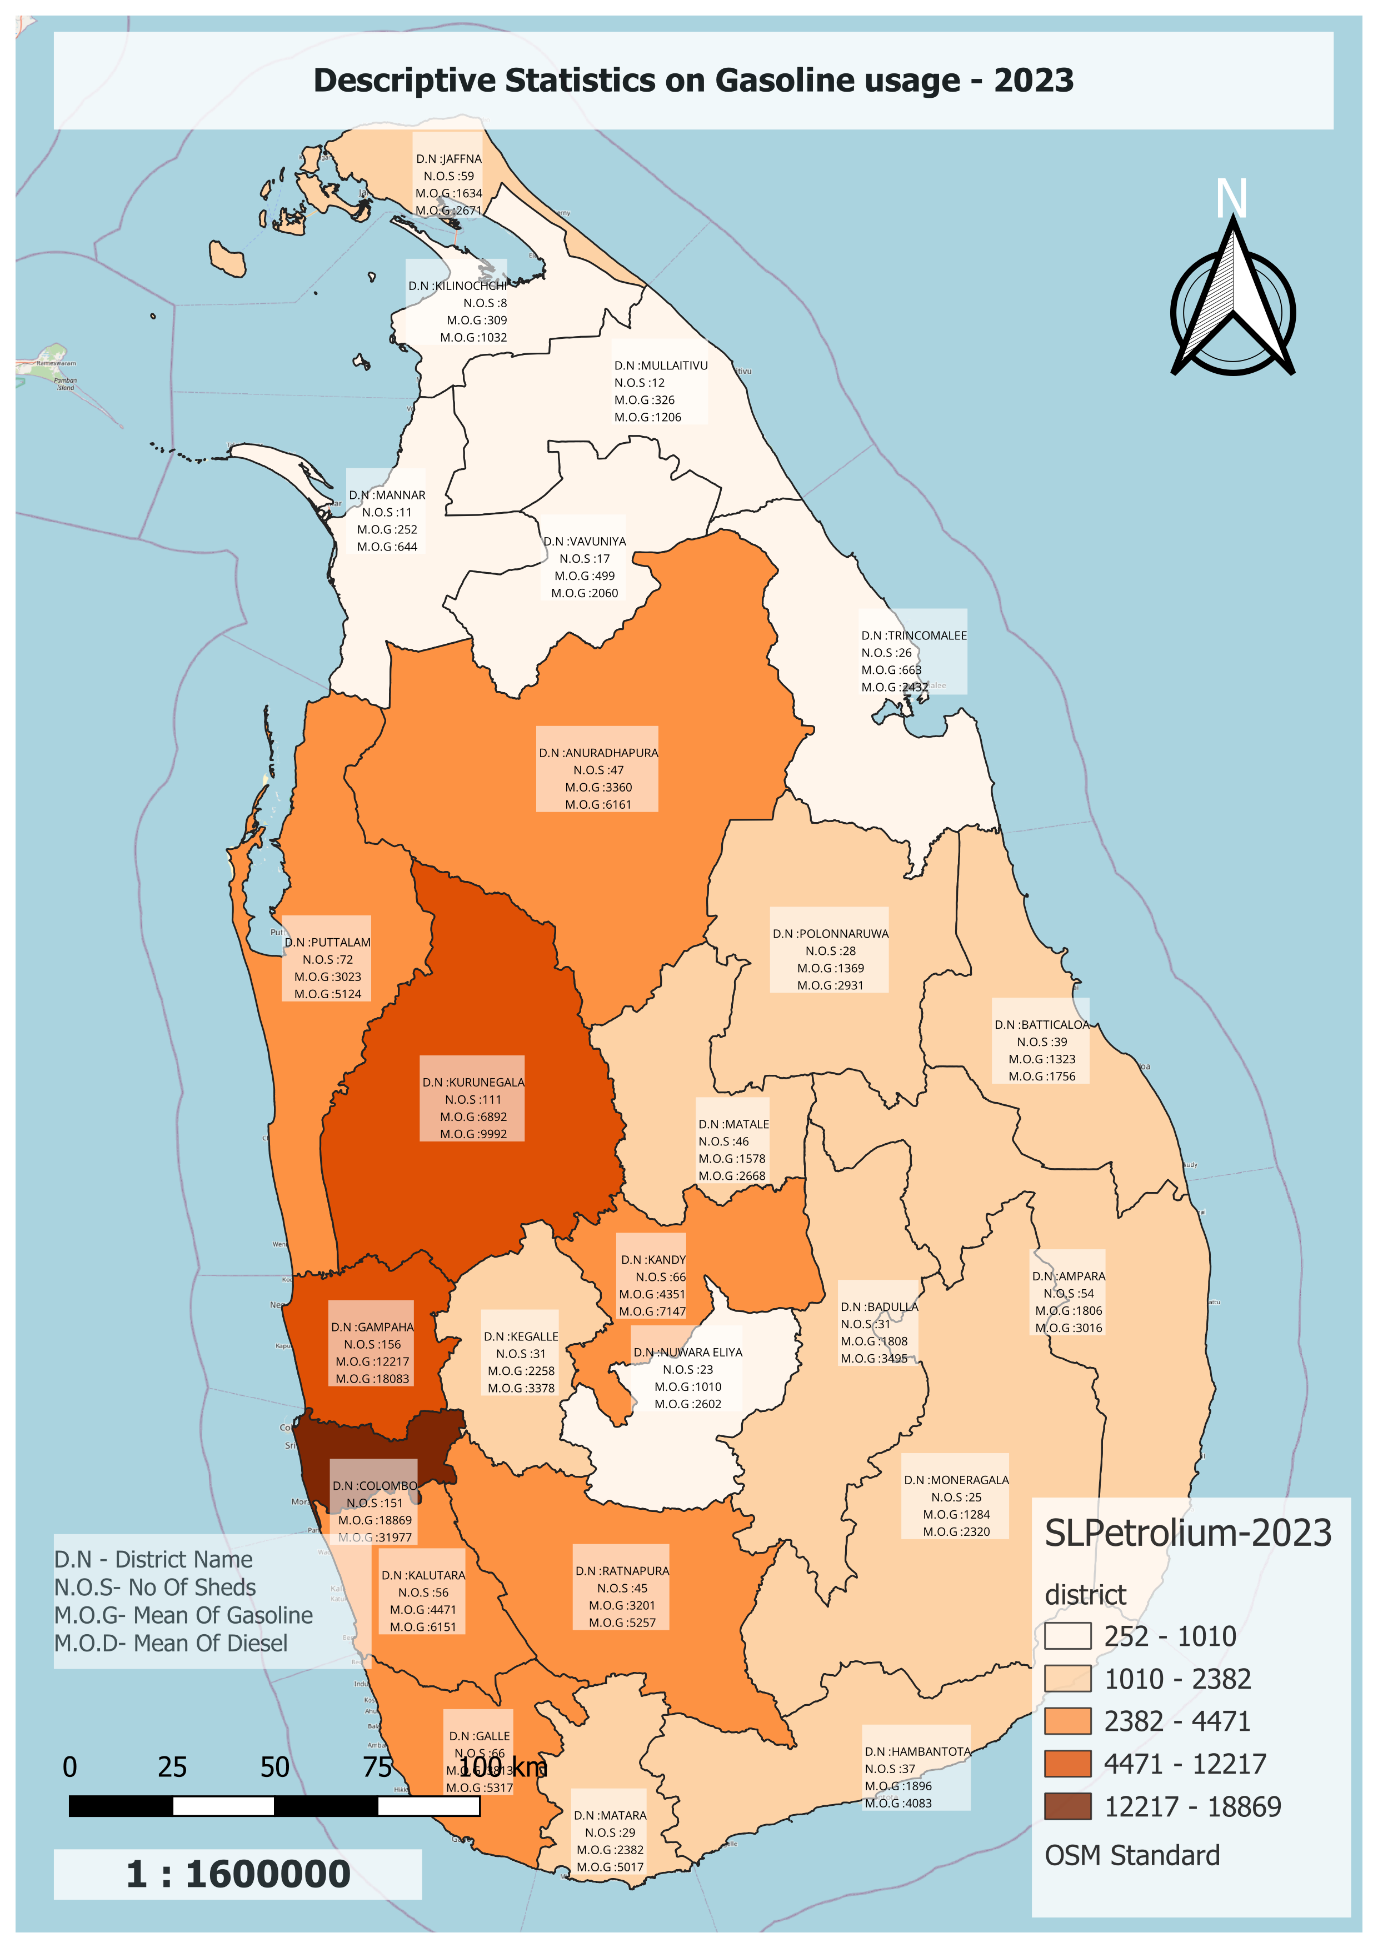 Descriptive Statistics on Gasoline usage - 2023
N
D.N :JAFFNA
N.O.S :59
M.O.G :1634
M.O.G :2671
D.N :KILINOCHCHI
N.O.S :8
M.O.G :309
M.O.G :1032
Rameswaram
Pamban
Island
D.N :MULLAITIVU
N.O.S :12
M.O.G :326
M.O.G :1206
D.N :MANNAR
N.O.S :11
M.O.G :252
M.O.G :644
D.N :VAVUNIYA
N.O.S :17
M.O.G :499
M.O.G :2060
D.N :TRINCOMALEE
N.O.S :26
M.O.G :663
M.O.G :2432
D.N :ANURADHAPURA
N.O.S :47
M.O.G :3360
M.O.G :6161
D.N :PUTTALAM
N.O.S :72
M.O.G :3023
M.O.G :5124
D.N :POLONNARUWA
N.O.S :28
M.O.G :1369
M.O.G :2931
D.N :BATTICALOA
N.O.S :39
M.O.G :1323
M.O.G :1756
D.N :KURUNEGALA
N.O.S :111
M.O.G :6892
M.O.G :9992
D.N :MATALE
N.O.S :46
M.O.G :1578
M.O.G :2668
D.N :KANDY
N.O.S :66
M.O.G :4351
M.O.G :7147
D.N :AMPARA
N.O.S :54
M.O.G :1806
M.O.G :3016
D.N :BADULLA
N.O.S :31
M.O.G :1808
M.O.G :3495
D.N :GAMPAHA
N.O.S :156
M.O.G :12217
M.O.G :18083
D.N :KEGALLE
N.O.S :31
M.O.G :2258
M.O.G :3378
D.N :NUWARA ELIYA
N.O.S :23
M.O.G :1010
M.O.G :2602
D.N :COLOMBO
N.O.S :151
M.O.G :18869
M.O.G :31977
D.N :MONERAGALA
N.O.S :25
M.O.G :1284
M.O.G :2320
D.N - District Name
N.O.S- No Of Sheds
M.O.G- Mean Of Gasoline
M.O.D- Mean Of Diesel
D.N :KALUTARA
N.O.S :56
M.O.G :4471
M.O.G :6151
D.N :RATNAPURA
N.O.S :45
M.O.G :3201
M.O.G :5257
D.N :GALLE
N.O.S :66
M.O.G :3813
M.O.G :5317
D.N :HAMBANTOTA
N.O.S :37
M.O.G :1896
M.O.G :4083
D.N :MATARA
N.O.S :29
M.O.G :2382
M.O.G :5017
SLPetrolium-2023
district
252 - 1010
1010 - 2382
2382 - 4471
4471 - 12217
12217 - 18869
OSM Standard
0 25 50 75 100 km
1 : 1600000